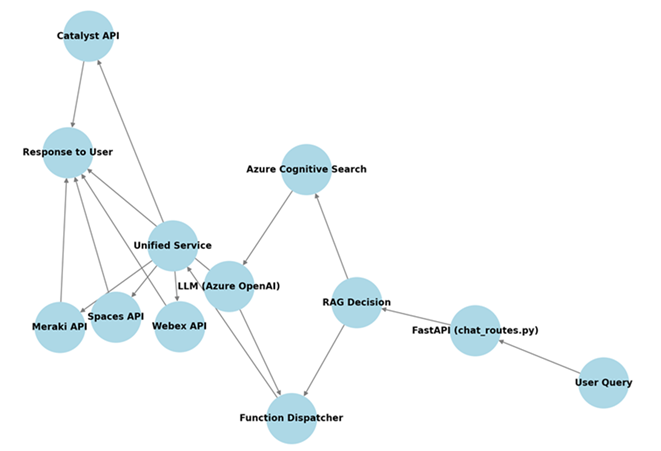 Catalyst API
Response to User
Azure Cognitive Search
Unified Service
LLM (Azure OpenAI)
RAG Decision
Meraki API
Spaces API
Webex API
FastAPI (chat_routes.py)
User Query
Function Dispatcher